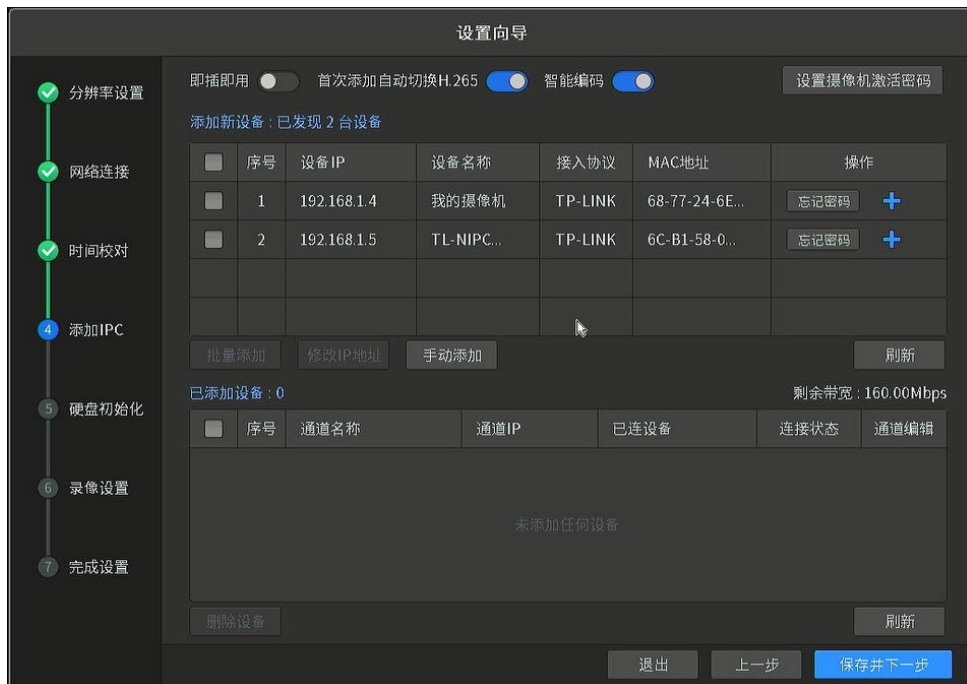 设置向导
分辨率设置
网络连接
时间校对
4 添加IPC
5 硬盘初始化
6 录像设置
7 完成设置
即插即用 首次添加自动切换H.265 智能编码 设置摄像机激活密码
添加新设备 : 已发现 2 台设备
序号 设备IP 设备名称 接入协议 MAC地址 操作
1 192.168.1.4 我的摄像机 TP-LINK 68-77-24-6E... 忘记密码
2 192.168.1.5 TL-NIPC... TP-LINK 6C-B1-58-0... 忘记密码
批量添加 修改IP地址 手动添加 刷新
已添加设备 : 0 剩余带宽 : 160.00Mbps
序号 通道名称 通道IP 已连设备 连接状态 通道编辑
未添加任何设备
删除设备 刷新
退出 上一步 保存并下一步